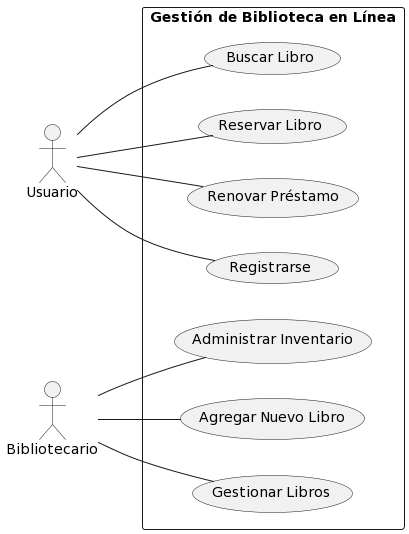 Gestión de Biblioteca en Línea
Buscar Libro
Reservar Libro
Usuario
Renovar Préstamo
Registrarse
Administrar Inventario
Agregar Nuevo Libro
Bibliotecario
Gestionar Libros